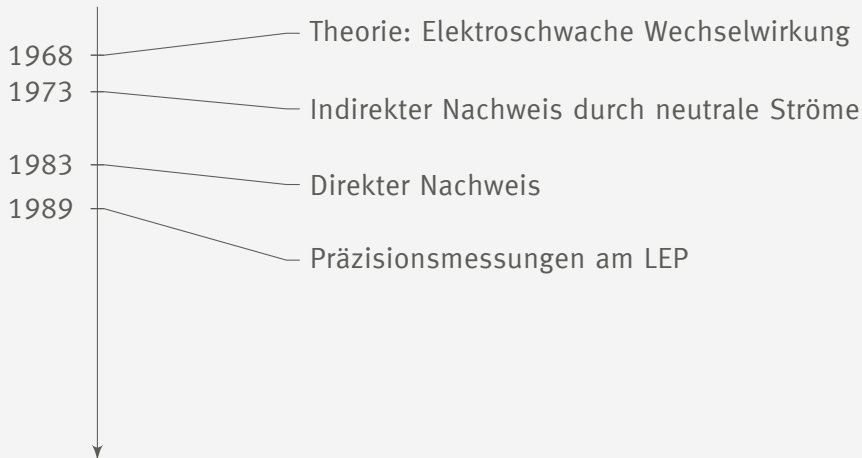 1968 Theorie: Elektroschwache Wechselwirkung
1973 Indirekter Nachweis durch neutrale Ströme
1983 Direkter Nachweis
1989 Präzisionsmessungen am LEP